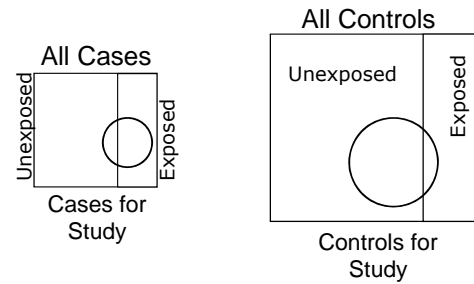 All Cases
Unexposed
Exposed
Cases for
Study
All Controls
Unexposed
Exposed
Controls for
Study